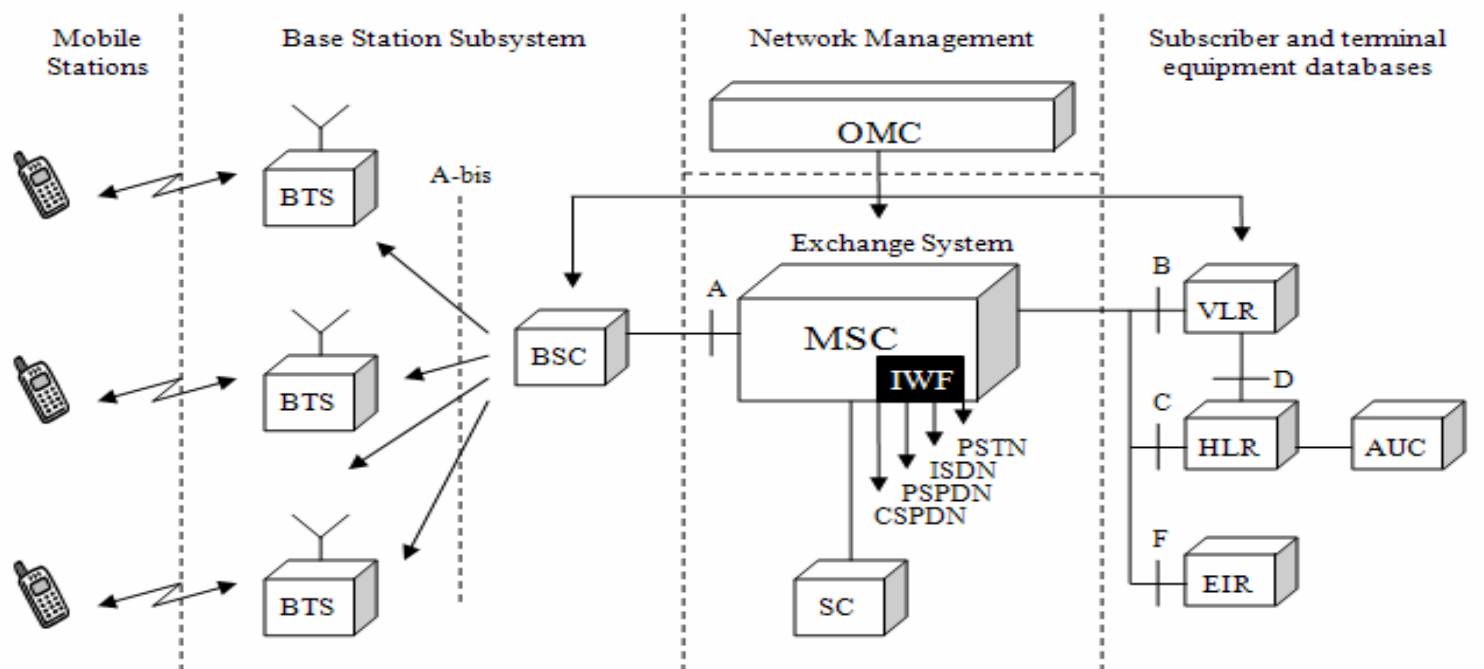 Mobile
Stations
Base Station Subsystem
Network Management
Subscriber and terminal
equipment databases
OMC
BTS
A-bis
Exchange System
A
B
MSC
VLR
BSC
IWF
D
BTS
C
PSTN
HLR
AUC
ISDN
PSPDN
CSPDN
F
EIR
BTS
SC